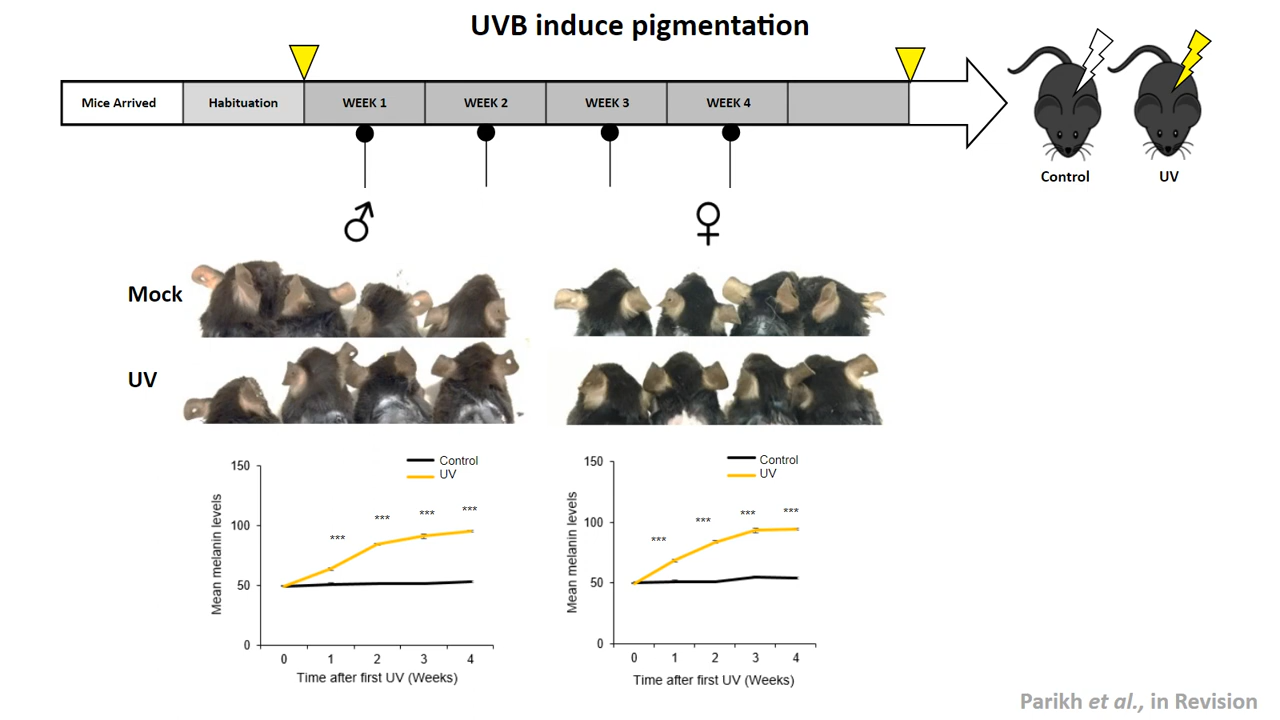 UVB induce pigmentation
Mice Arrived
Habituation
WEEK 1
WEEK 2
WEEK 3
WEEK 4
Control
UV
♂
♀
Mock
UV
Control
UV
150
100
50
0
Mean melanin levels
***
***
***
***
0 1 2 3 4
Time after first UV (Weeks)
Control
UV
150
100
50
0
Mean melanin levels
***
***
***
***
0 1 2 3 4
Time after first UV (Weeks)
Parikh et al., in Revision